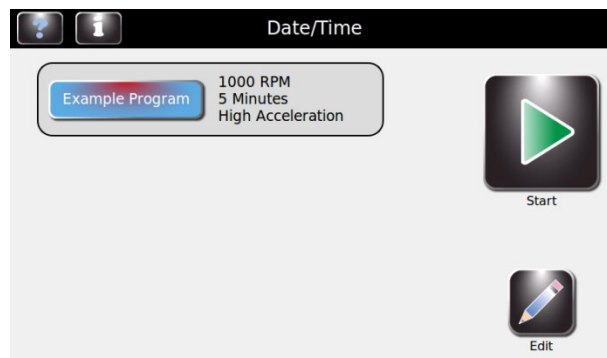 ? i Date/Time
Example Program
1000 RPM
5 Minutes
High Acceleration
Start
Edit